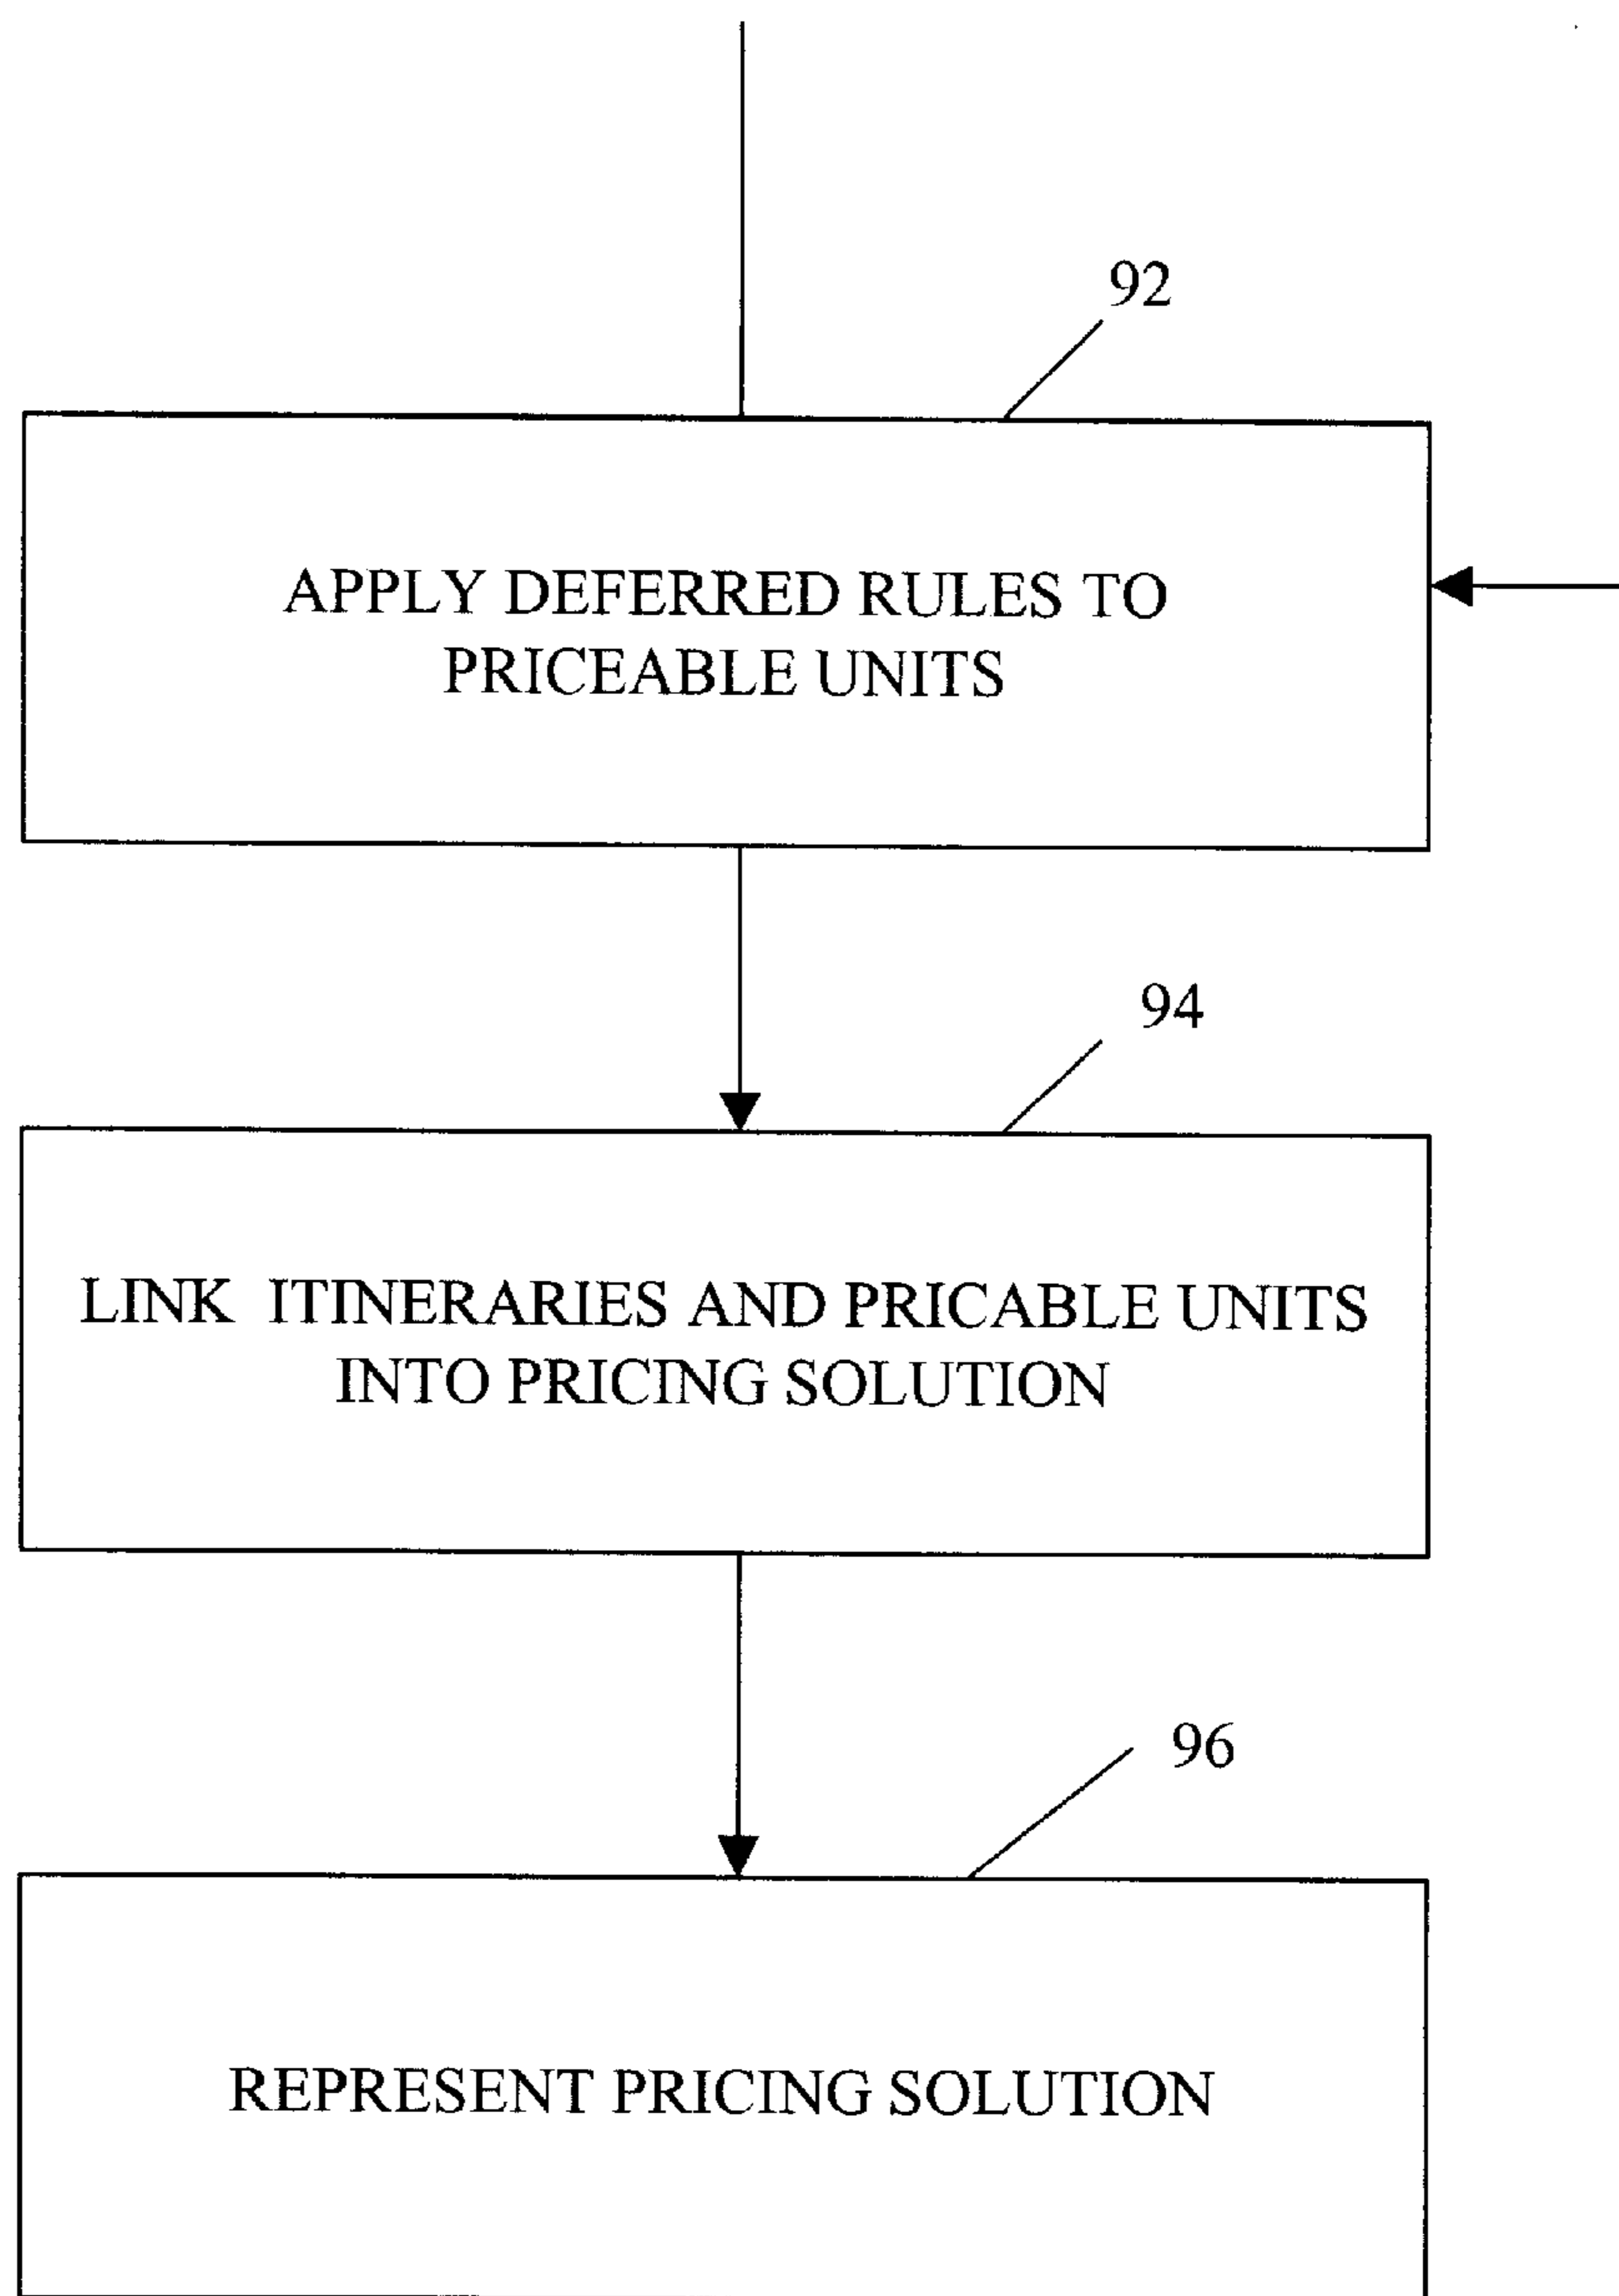 92
APPLY DEFERRED RULES TO
PRICEABLE UNITS
94
LINK ITINERARIES AND PRICABLE UNITS
INTO PRICING SOLUTION
96
REPRESENT PRICING SOLUTION